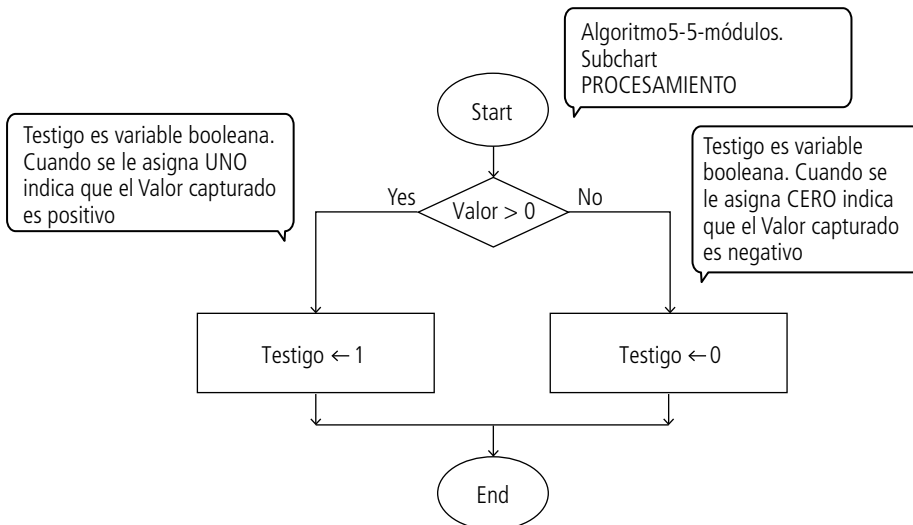 Algoritmo5-5-módulos.
Subchart
PROCESAMIENTO
Start
Testigo es variable booleana.
Cuando se le asigna UNO
indica que el Valor capturado
es positivo
Testigo es variable
booleana. Cuando se
le asigna CERO indica
que el Valor capturado
es negativo
Yes
Valor > 0
No
Testigo ← 1
Testigo ← 0
End